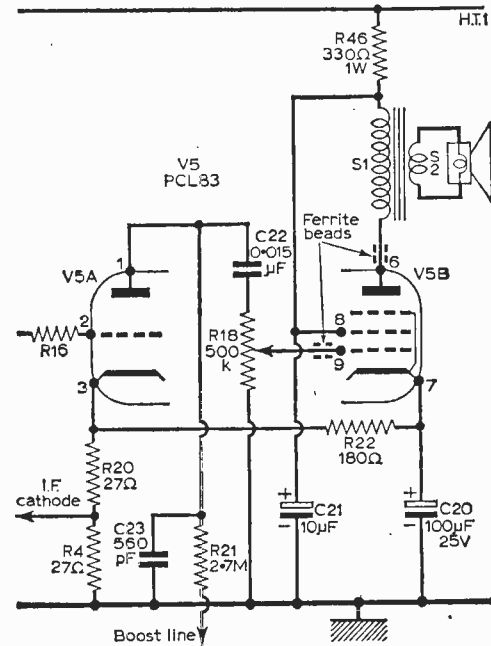 H.T.1
R46
330Ω
1W
S1
S
2
V5
PCL83
Ferrite
beads
C22
0·015
μF
1
V5A
6
V5B
2
R16
R18
500
k
8
9
3
7
R20
27Ω
R22
180Ω
I.F.
cathode
C23
560
pF
R4
27Ω
R21
2·7M
+
-
C21
10μF
+
-
C20
100μF
25V
Boost line